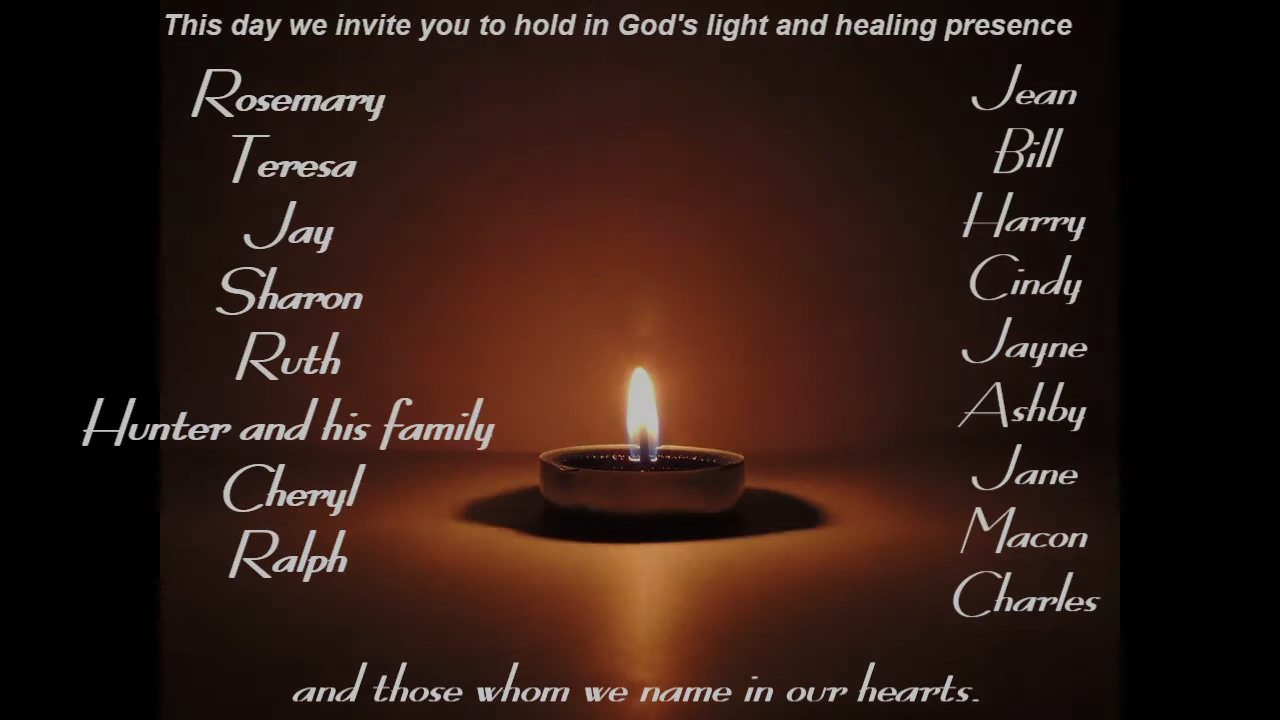 This day we invite you to hold in God's light and healing presence
Rosemary
Teresa
Jay
Sharon
Ruth
Hunter and his family
Cheryl
Ralph
Jean
Bill
Harry
Cindy
Jayne
Ashby
Jane
Macon
Charles
and those whom we name in our hearts.